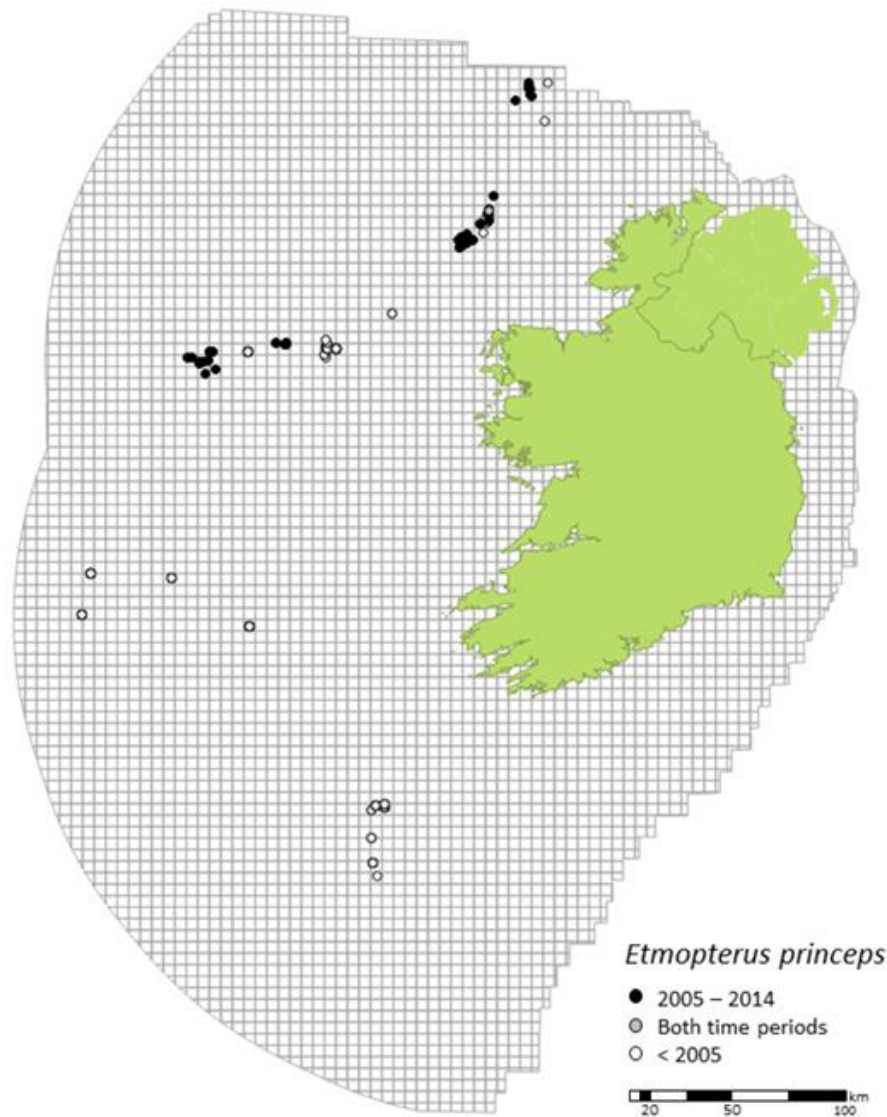 Etmopterus princeps
2005 – 2014
Both time periods
< 2005
km
20 50 100